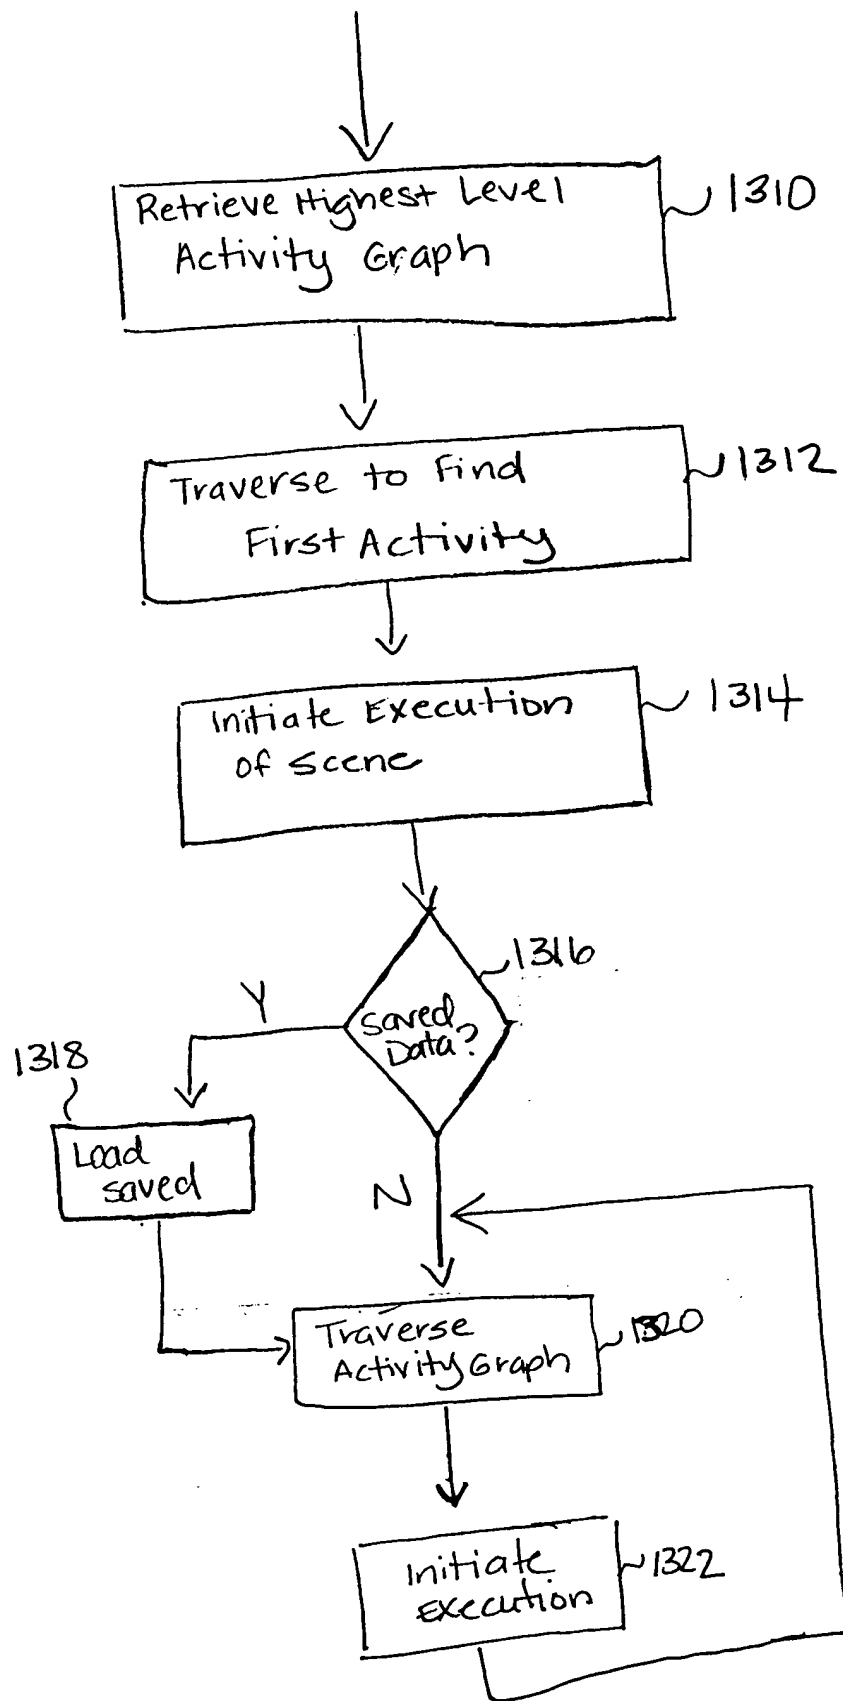 Retrieve Highest Level
Activity Graph
1310
Traverse to Find
First Activity
1312
Initiate Execution
of Scene
1314
1316
Saved
Data?
Y
1318
Load
saved
N
Traverse
Activity Graph
1320
Initiate
Execution
1322